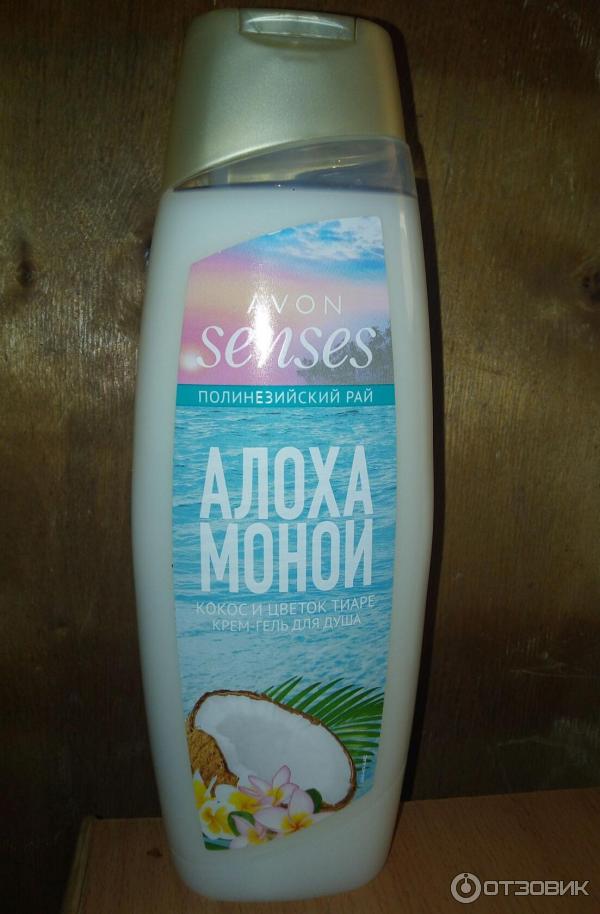 AVON
senses
ПОЛИНЕЗИЙСКИЙ РАЙ
АЛОХА
МОНОИ
КОКОС И ЦВЕТОК ТИАРЕ
КРЕМ-ГЕЛЬ ДЛЯ ДУША
ОТЗОВИК